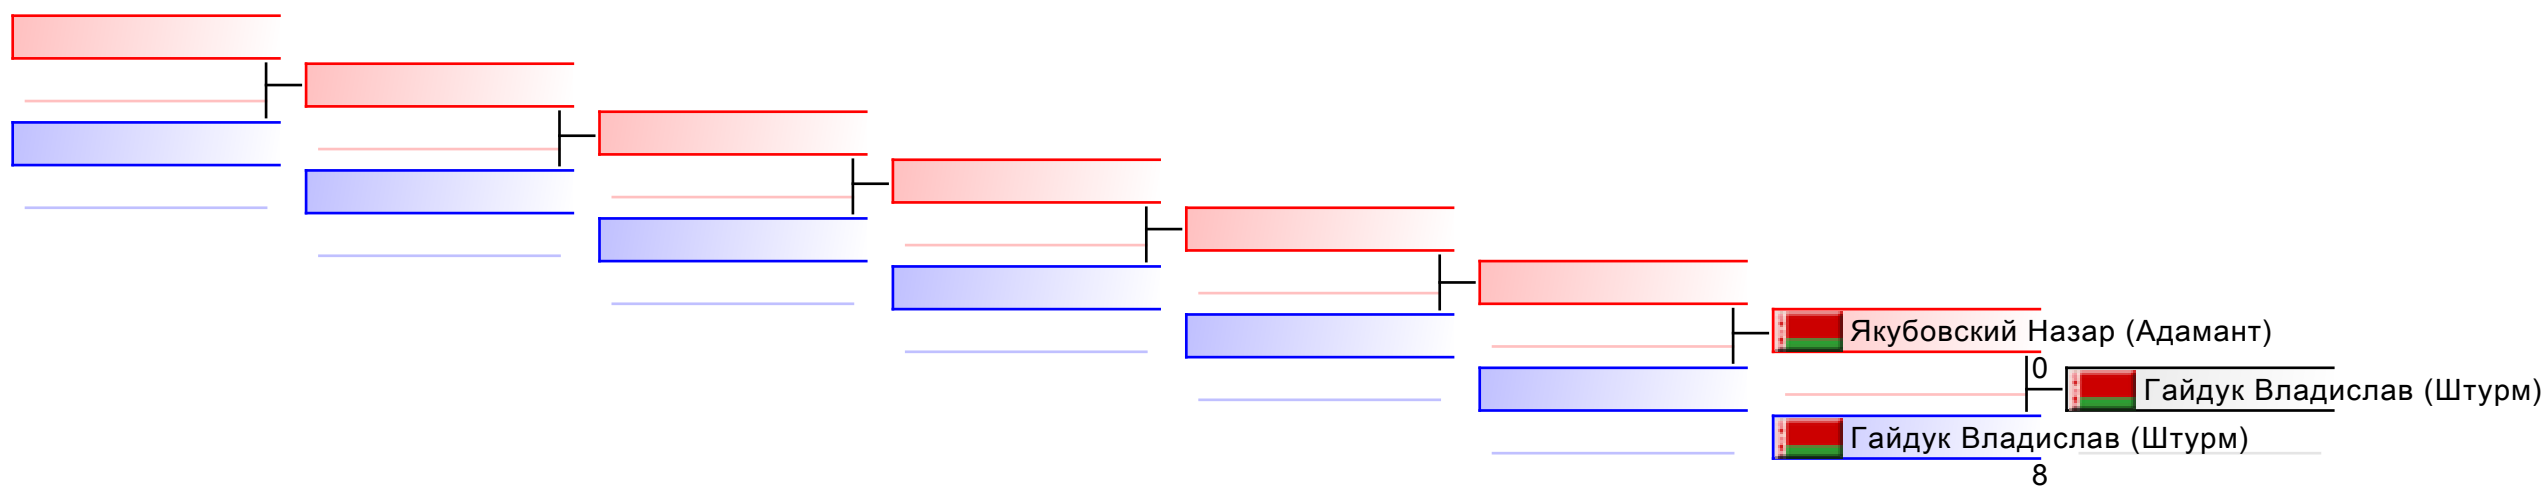 Якубовский Назар (Адамант)
0
Гайдук Владислав (Штурм)
Гайдук Владислав (Штурм)
8